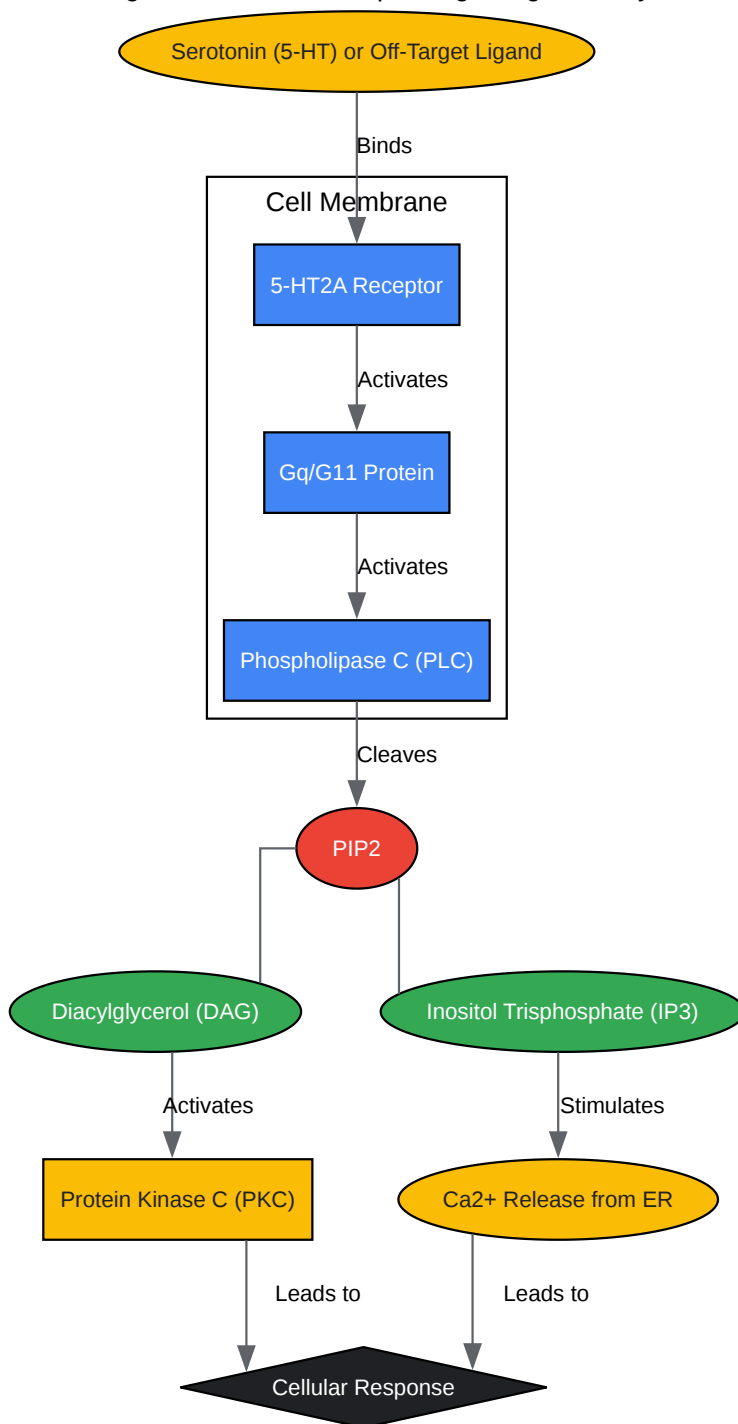 Serotonin (5-HT) or Off-Target Ligand
Binds
Cell Membrane
5-HT2A Receptor
Activates
Gq/G11 Protein
Activates
Phospholipase C (PLC)
Cleaves
PIP2
Diacylglycerol (DAG)
Inositol Trisphosphate (IP3)
Activates
Stimulates
Protein Kinase C (PKC)
Ca2+ Release from ER
Leads to
Leads to
Cellular Response